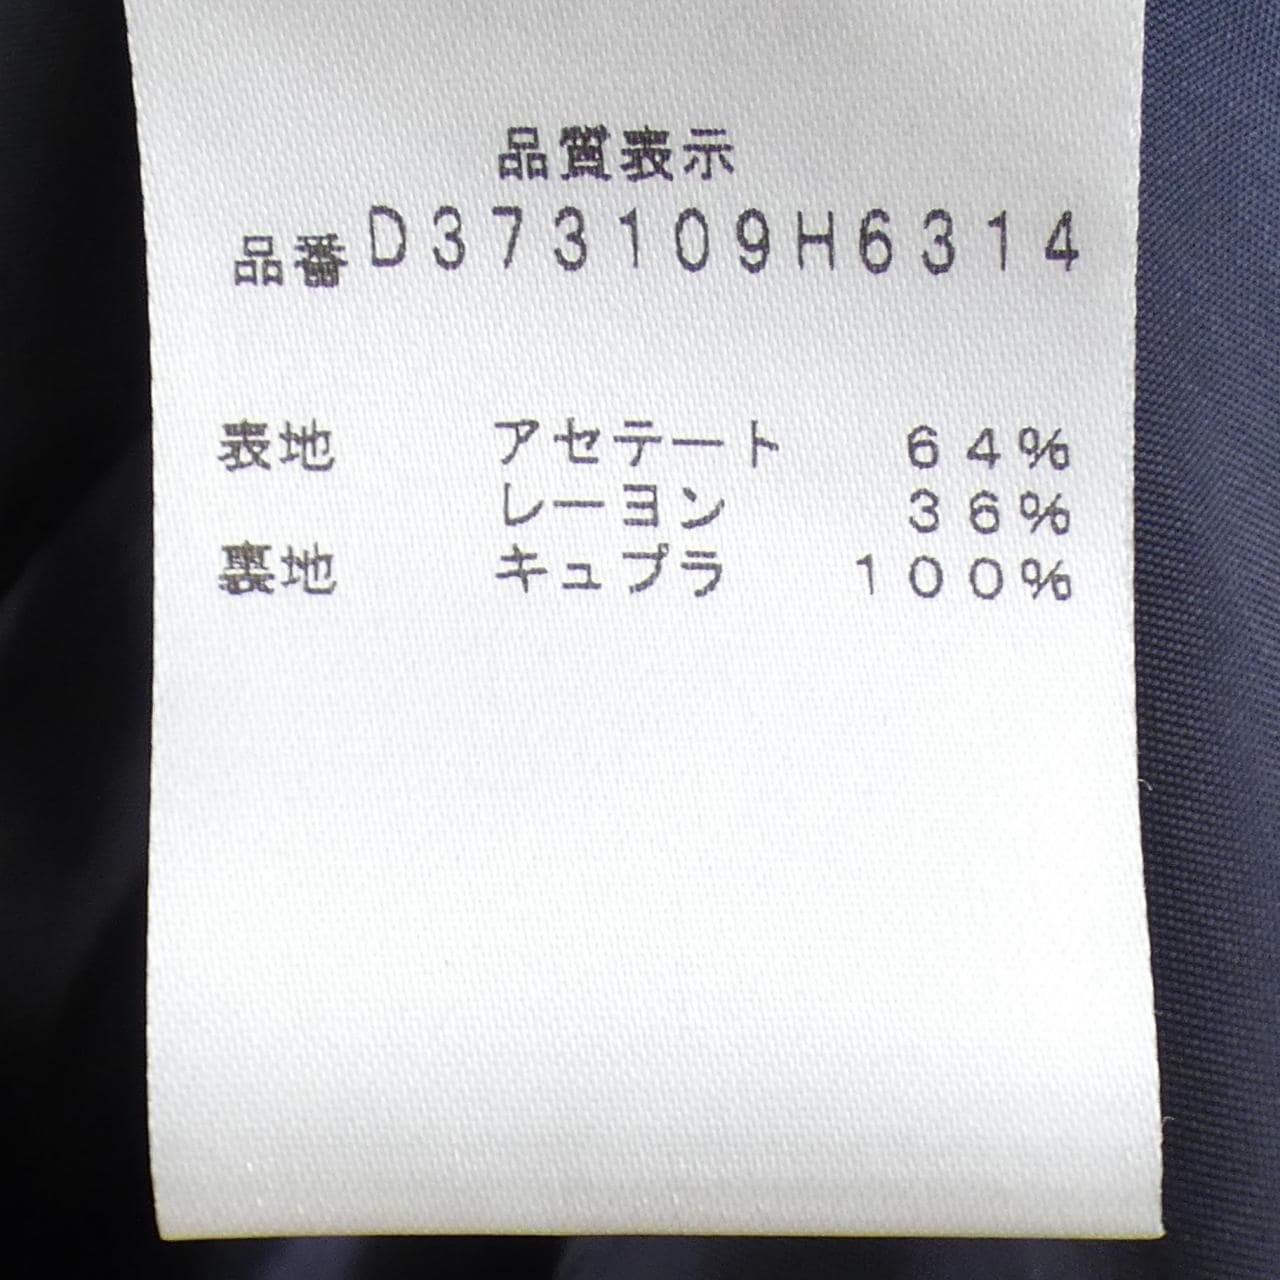 品質表示
品番D373109H6314
表地 アセテート 64%
レーヨン 36%
裏地 キュプラ 100%